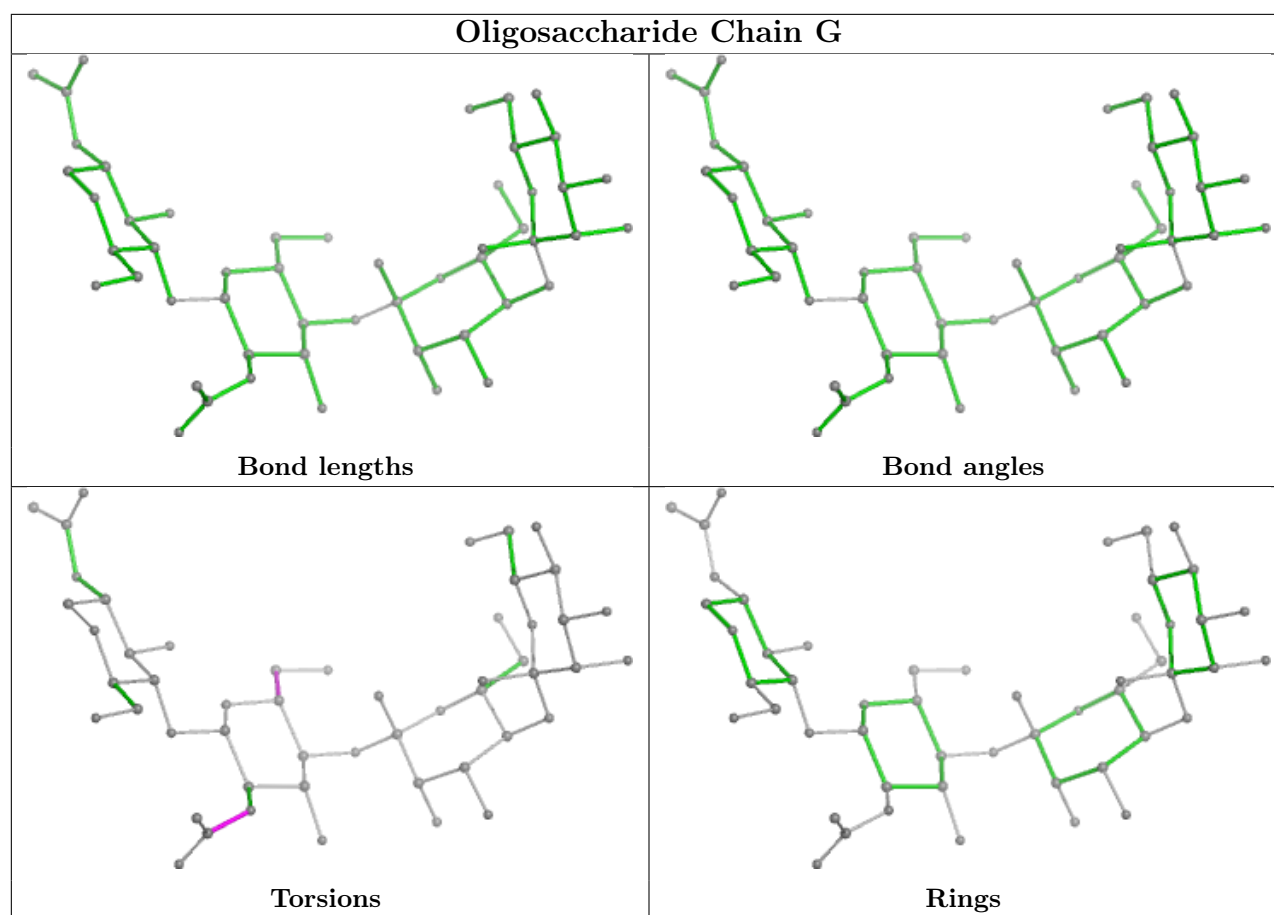 Oligosaccharide Chain G
Bond lengths
Bond angles
Torsions
Rings